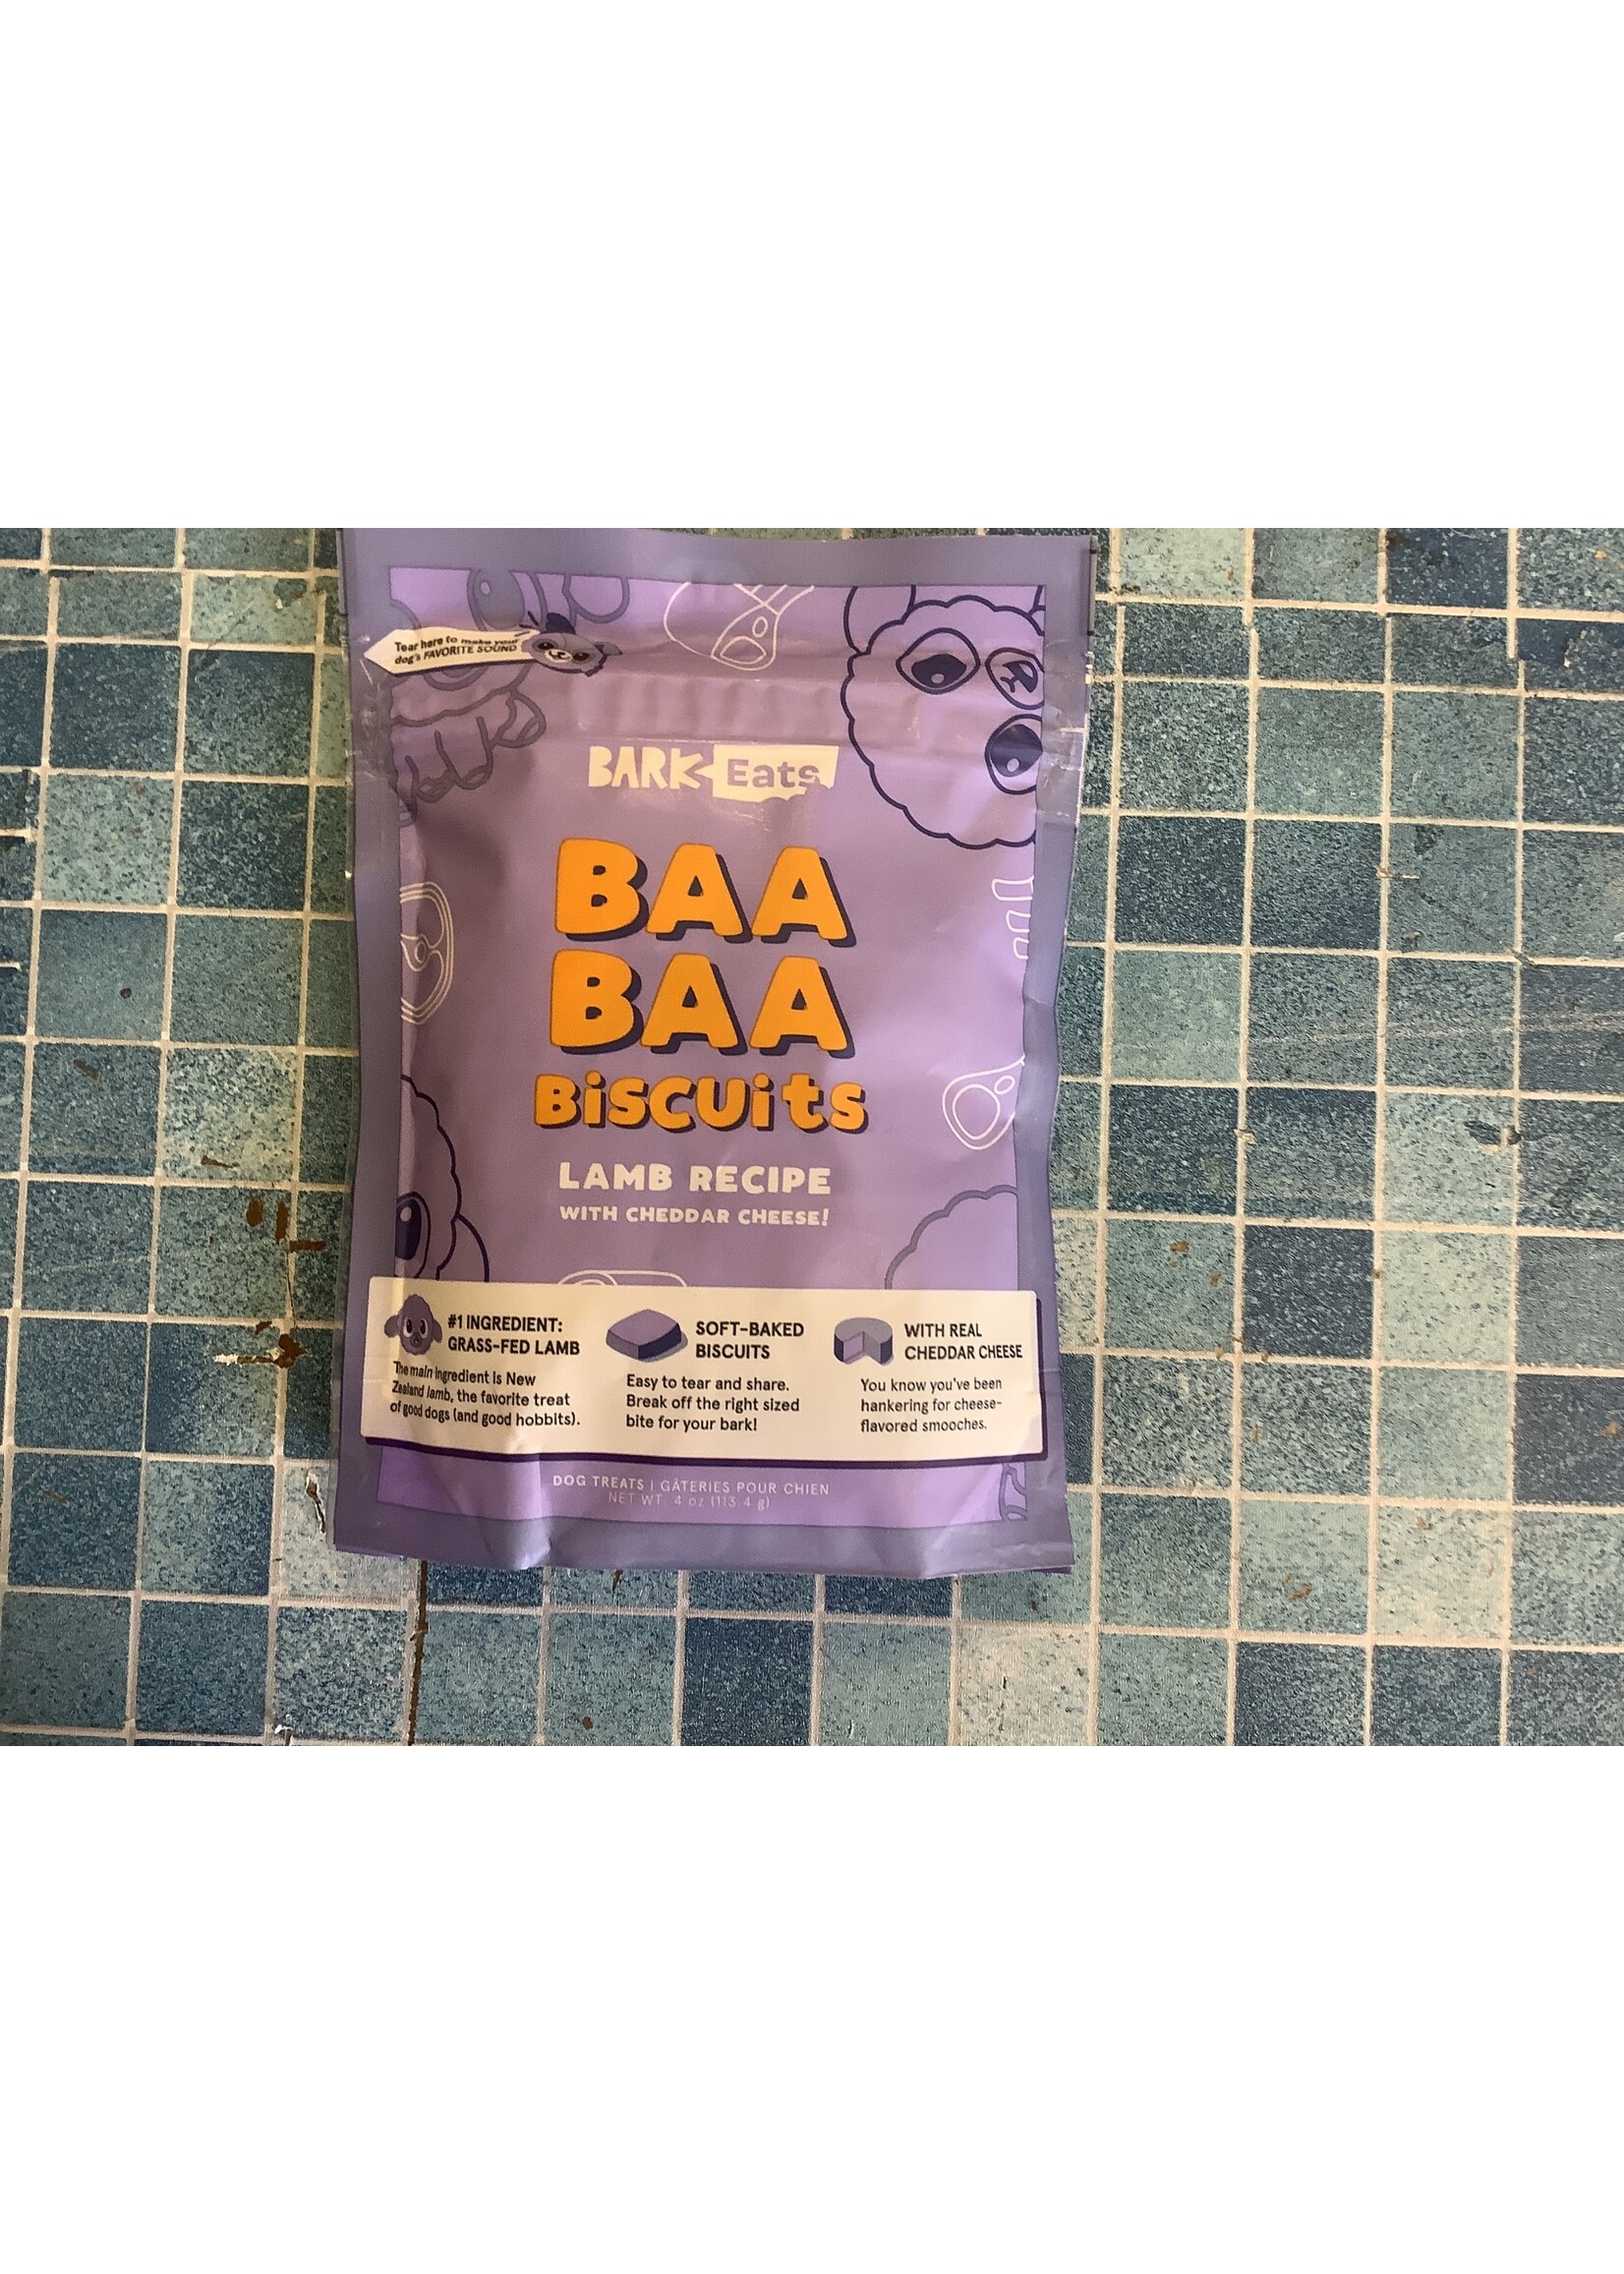 Tear here to make your
dog's FAVORITE SOUND
BARK Eats
BAA
BAA
BiSCUits
LAMB RECIPE
WITH CHEDDAR CHEESE!
#1 INGREDIENT:
GRASS-FED LAMB
The main ingredient is New
Zealand lamb, the favorite treat
of good dogs (and good hobbits).
SOFT-BAKED
BISCUITS
Easy to tear and share.
Break off the right sized
bite for your bark!
WITH REAL
CHEDDAR CHEESE
You know you've been
hankering for cheese-
flavored smooches.
DOG TREATS | GÂTERIES POUR CHIEN
NET WT. 4 oz (113.4 g)